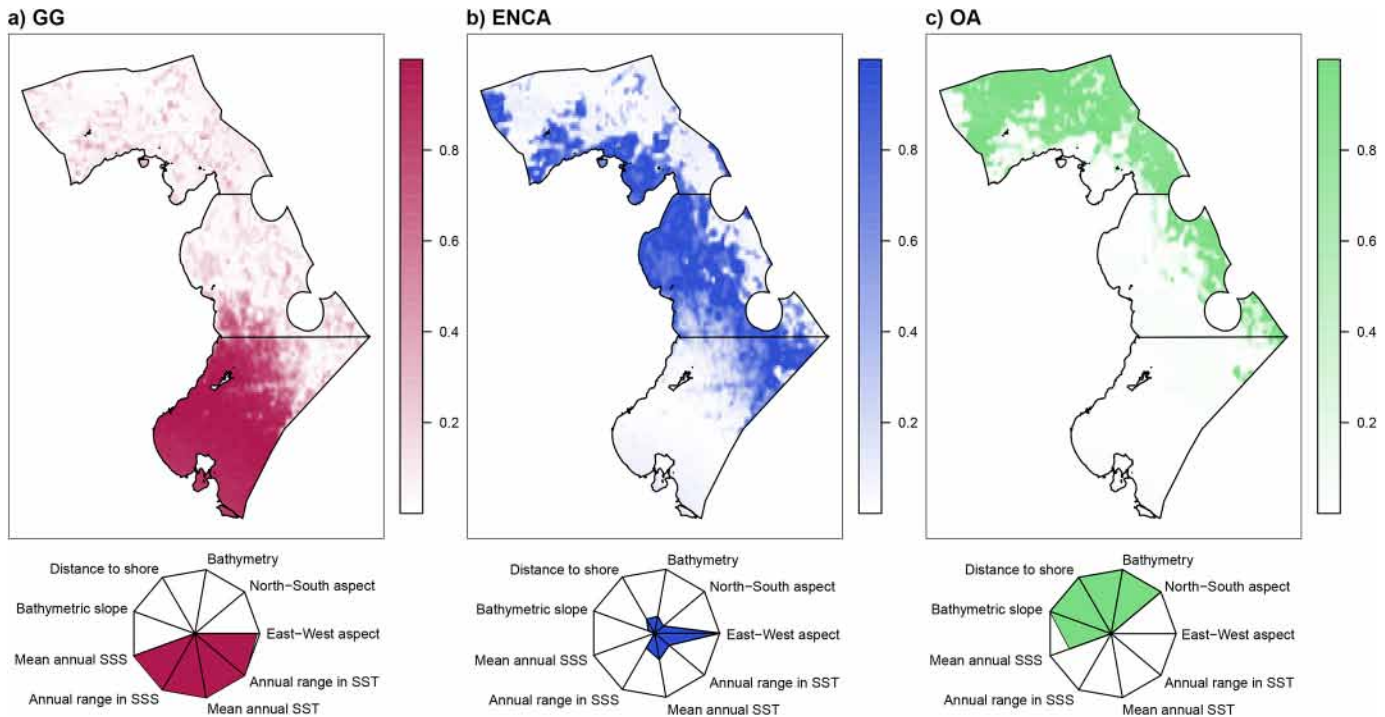 a) GG
b) ENCA
c) OA
0.8
0.6
0.4
0.2
0.8
0.6
0.4
0.2
0.8
0.6
0.4
0.2
Bathymetry
Distance to shore
North-South aspect
Bathymetric slope
East-West aspect
Mean annual SSS
Annual range in SST
Annual range in SSS
Mean annual SST
Bathymetry
Distance to shore
North-South aspect
Bathymetric slope
East-West aspect
Mean annual SSS
Annual range in SST
Annual range in SSS
Mean annual SST
Bathymetry
Distance to shore
North-South aspect
Bathymetric slope
East-West aspect
Mean annual SSS
Annual range in SST
Annual range in SSS
Mean annual SST